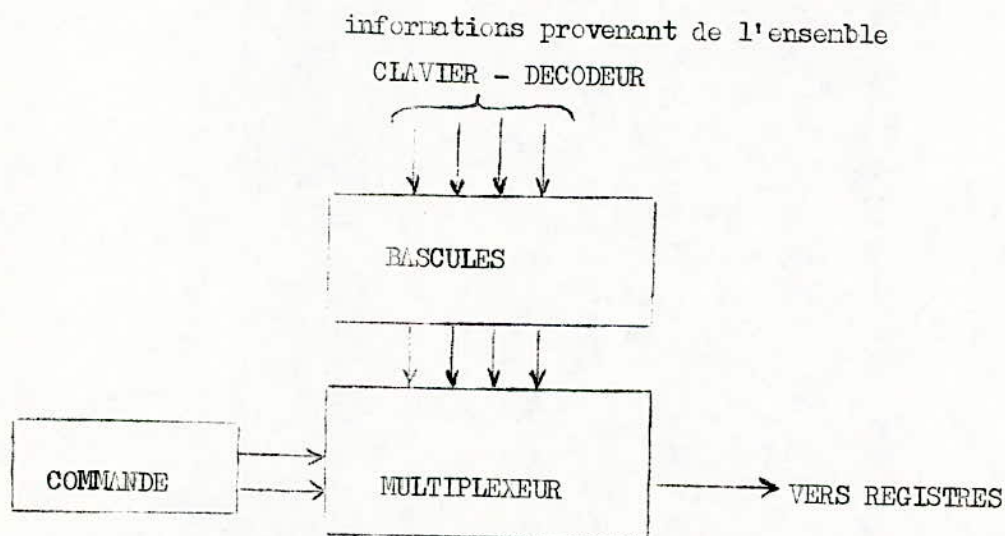 informations provenant de l'ensemble
CLAVIER - DECODEUR
BASCULES
COMMANDE
MULTIPLEXEUR
VERS REGISTRES